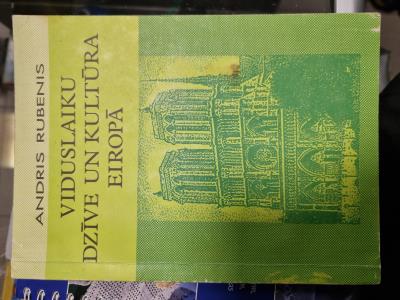 ANDRIS RUBENIS
VIDUSLAIKU
DZĪVE UN KULTŪRA
EIROPĀ